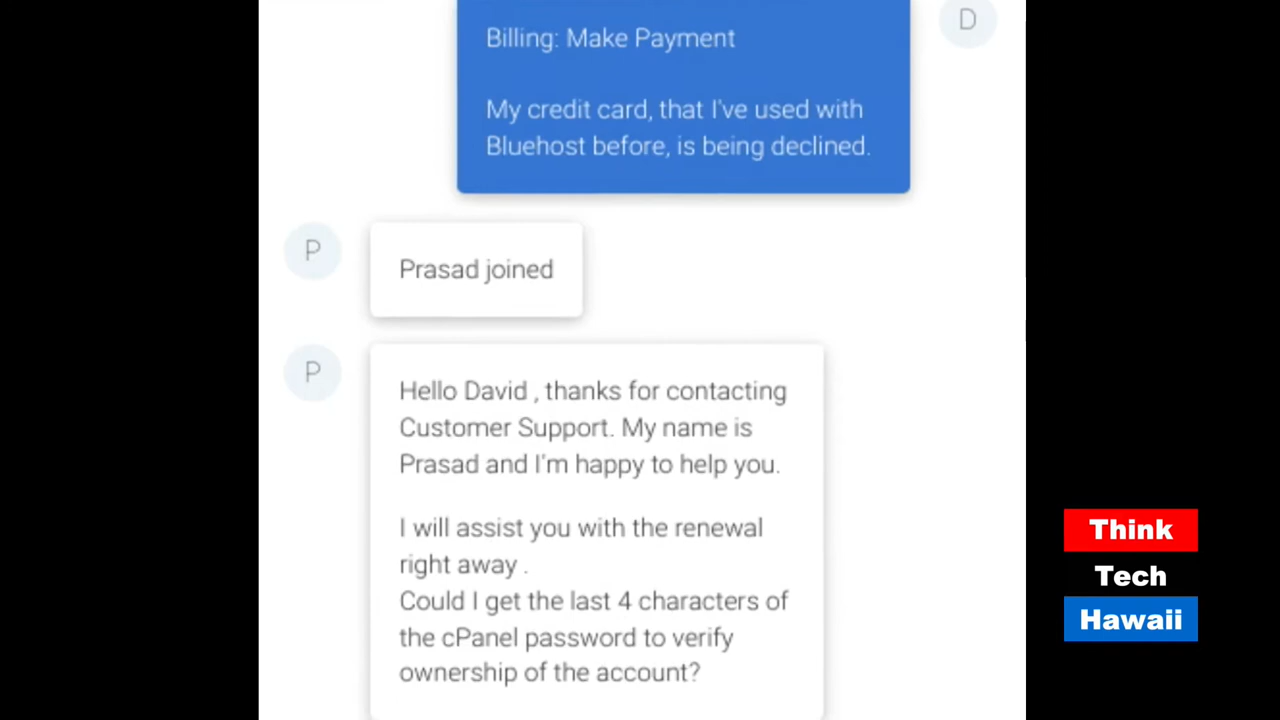 Billing: Make Payment
D
My credit card, that I've used with
Bluehost before, is being declined.
P
Prasad joined
P
Hello David , thanks for contacting
Customer Support. My name is
Prasad and I'm happy to help you.
I will assist you with the renewal
right away .
Could I get the last 4 characters of
the cPanel password to verify
ownership of the account?
Think
Tech
Hawaii